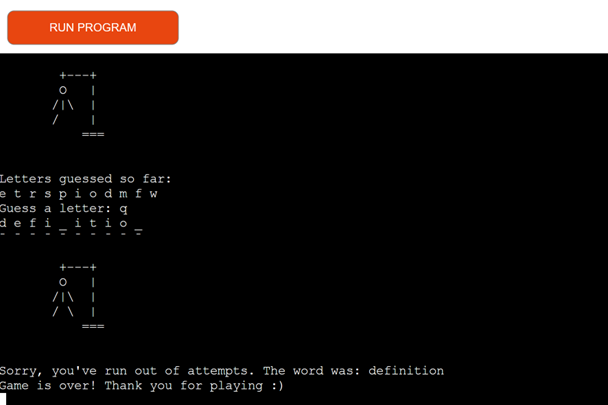 RUN PROGRAM
+---+
O   |
/|\  |
/    |
===
Letters guessed so far:
e t r s p i o d m f w
Guess a letter: q
d e f i _ i t i o _
- - - - - - - - - -
+---+
O   |
/|\  |
/ \  |
===
Sorry, you've run out of attempts. The word was: definition
Game is over! Thank you for playing :)